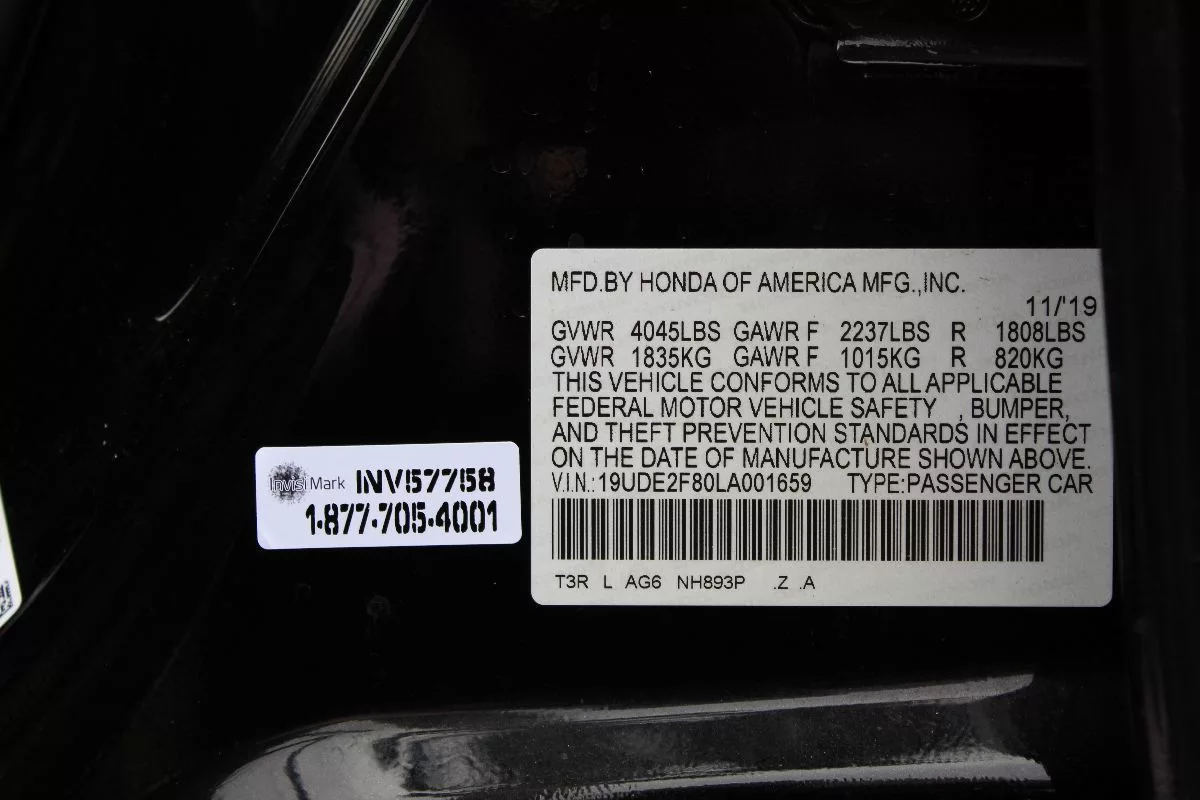 MFD.BY HONDA OF AMERICA MFG.,INC.
11/'19
GVWR 4045LBS GAWR F 2237LBS R 1808LBS
GVWR 1835KG GAWR F 1015KG R 820KG
THIS VEHICLE CONFORMS TO ALL APPLICABLE
FEDERAL MOTOR VEHICLE SAFETY , BUMPER,
AND THEFT PREVENTION STANDARDS IN EFFECT
ON THE DATE OF MANUFACTURE SHOWN ABOVE.
V.I.N.:19UDE2F80LA001659 TYPE:PASSENGER CAR
T3R L AG6 NH893P .Z .A
InvisiMark INV57758
1-877-705-4001